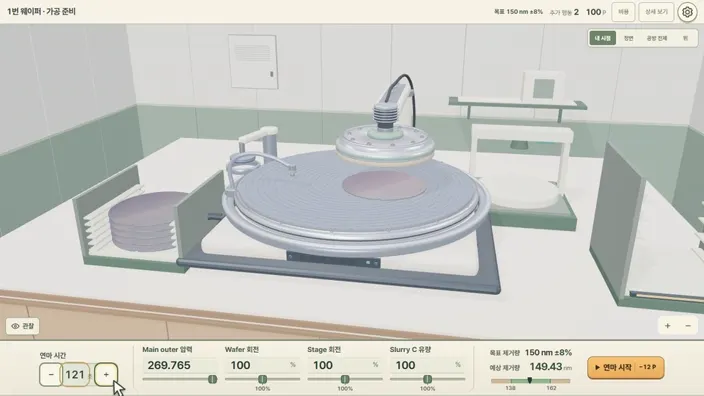 1번 웨이퍼 · 가공 준비
목표 150 nm ±8%
추가 행동 2
100 P
비용
상세 보기
내 시점
정면
공정 전체
위
관찰
+ −
연마 시간
− 121 +
Main outer 압력
269.765
Wafer 회전
100 %
100%
Stage 회전
100 %
100%
Slurry C 유량
100 %
100%
목표 제거량 150 nm ±8%
예상 제거량 149.43 nm
138 162
연마 시작 −12 P